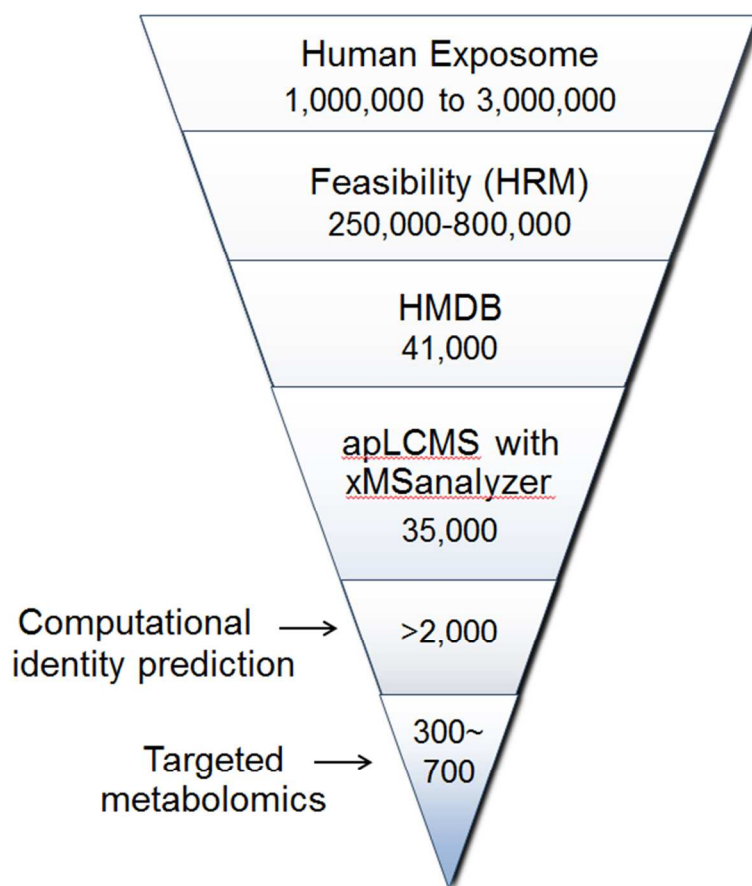 Human Exposome
1,000,000 to 3,000,000
Feasibility (HRM)
250,000-800,000
HMDB
41,000
apLCMS with
xMSanalyzer
35,000
Computational
identity prediction
>2,000
Targeted
metabolomics
300~
700